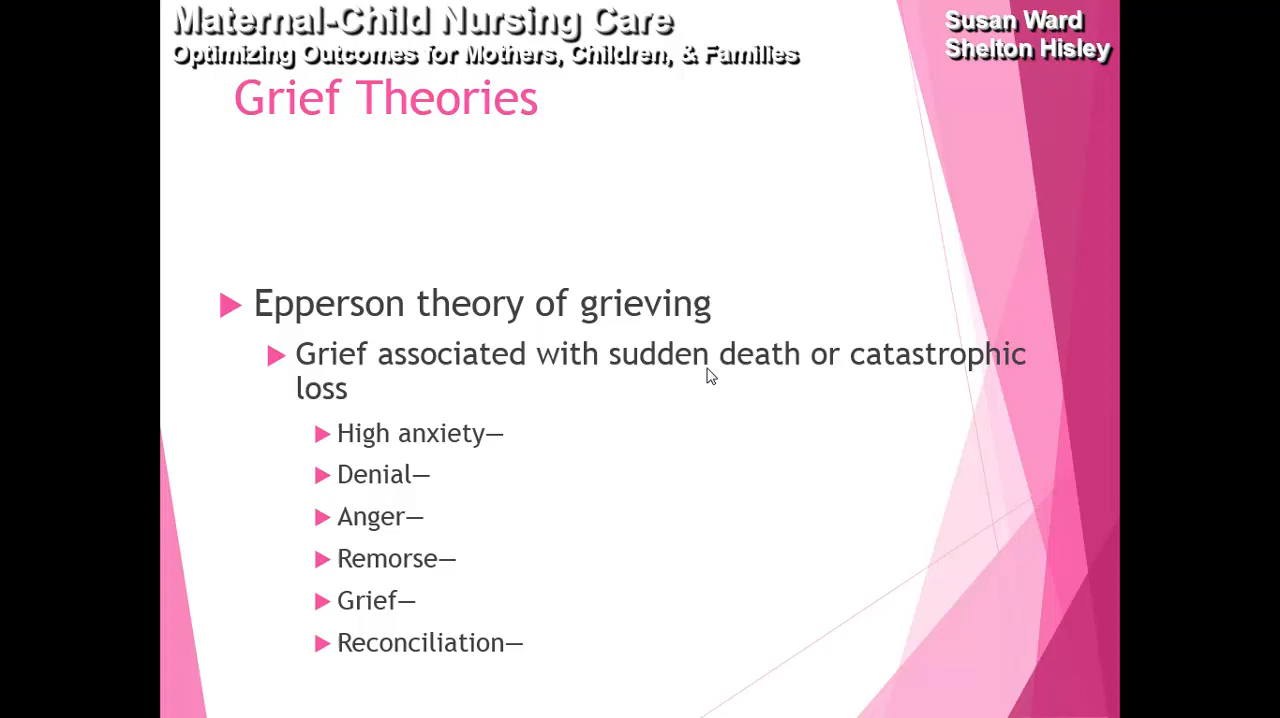 Maternal-Child Nursing Care
Optimizing Outcomes for Mothers, Children, & Families
Susan Ward
Shelton Hisley
Grief Theories
Epperson theory of grieving
Grief associated with sudden death or catastrophic
loss
High anxiety—
Denial—
Anger—
Remorse—
Grief—
Reconciliation—